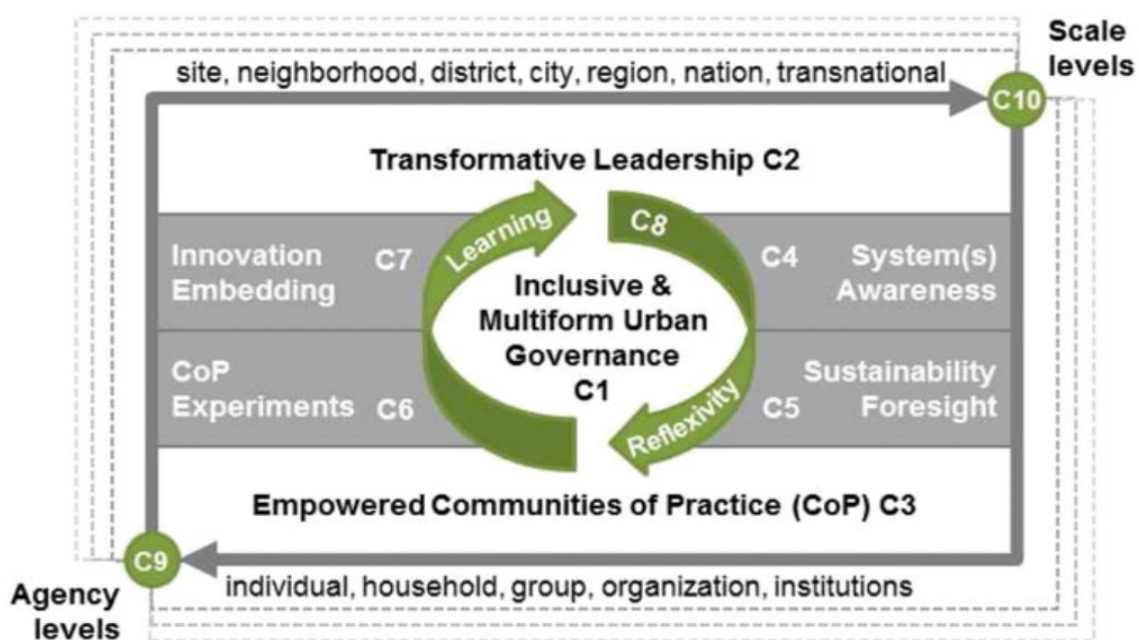 Scale
levels
site, neighborhood, district, city, region, nation, transnational
C10
Transformative Leadership C2
Learning
C8
Innovation
Embedding
C7
C4
System(s)
Awareness
Inclusive &
Multiform Urban
Governance
C1
CoP
Experiments
C6
C5
Sustainability
Foresight
Reflexivity
Empowered Communities of Practice (CoP) C3
C9
individual, household, group, organization, institutions
Agency
levels